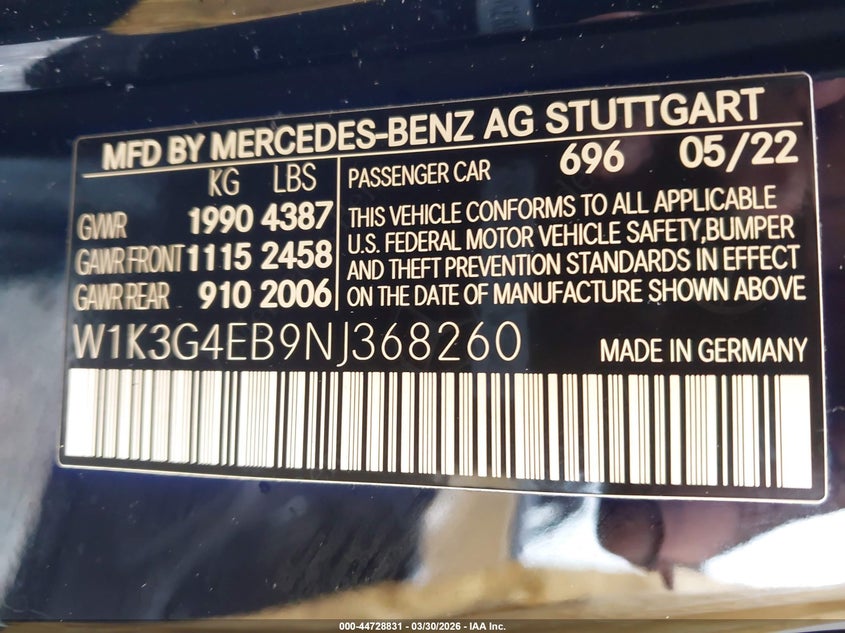 MFD BY MERCEDES-BENZ AG STUTTGART
KG LBS
GVWR 1990 4387
GAWR FRONT 1115 2458
GAWR REAR 910 2006
PASSENGER CAR 696 05/22
THIS VEHICLE CONFORMS TO ALL APPLICABLE
U.S. FEDERAL MOTOR VEHICLE SAFETY,BUMPER
AND THEFT PREVENTION STANDARDS IN EFFECT
ON THE DATE OF MANUFACTURE SHOWN ABOVE
W1K3G4EB9NJ368260 MADE IN GERMANY
000-44728831 - 03/30/2026 - IAA Inc.